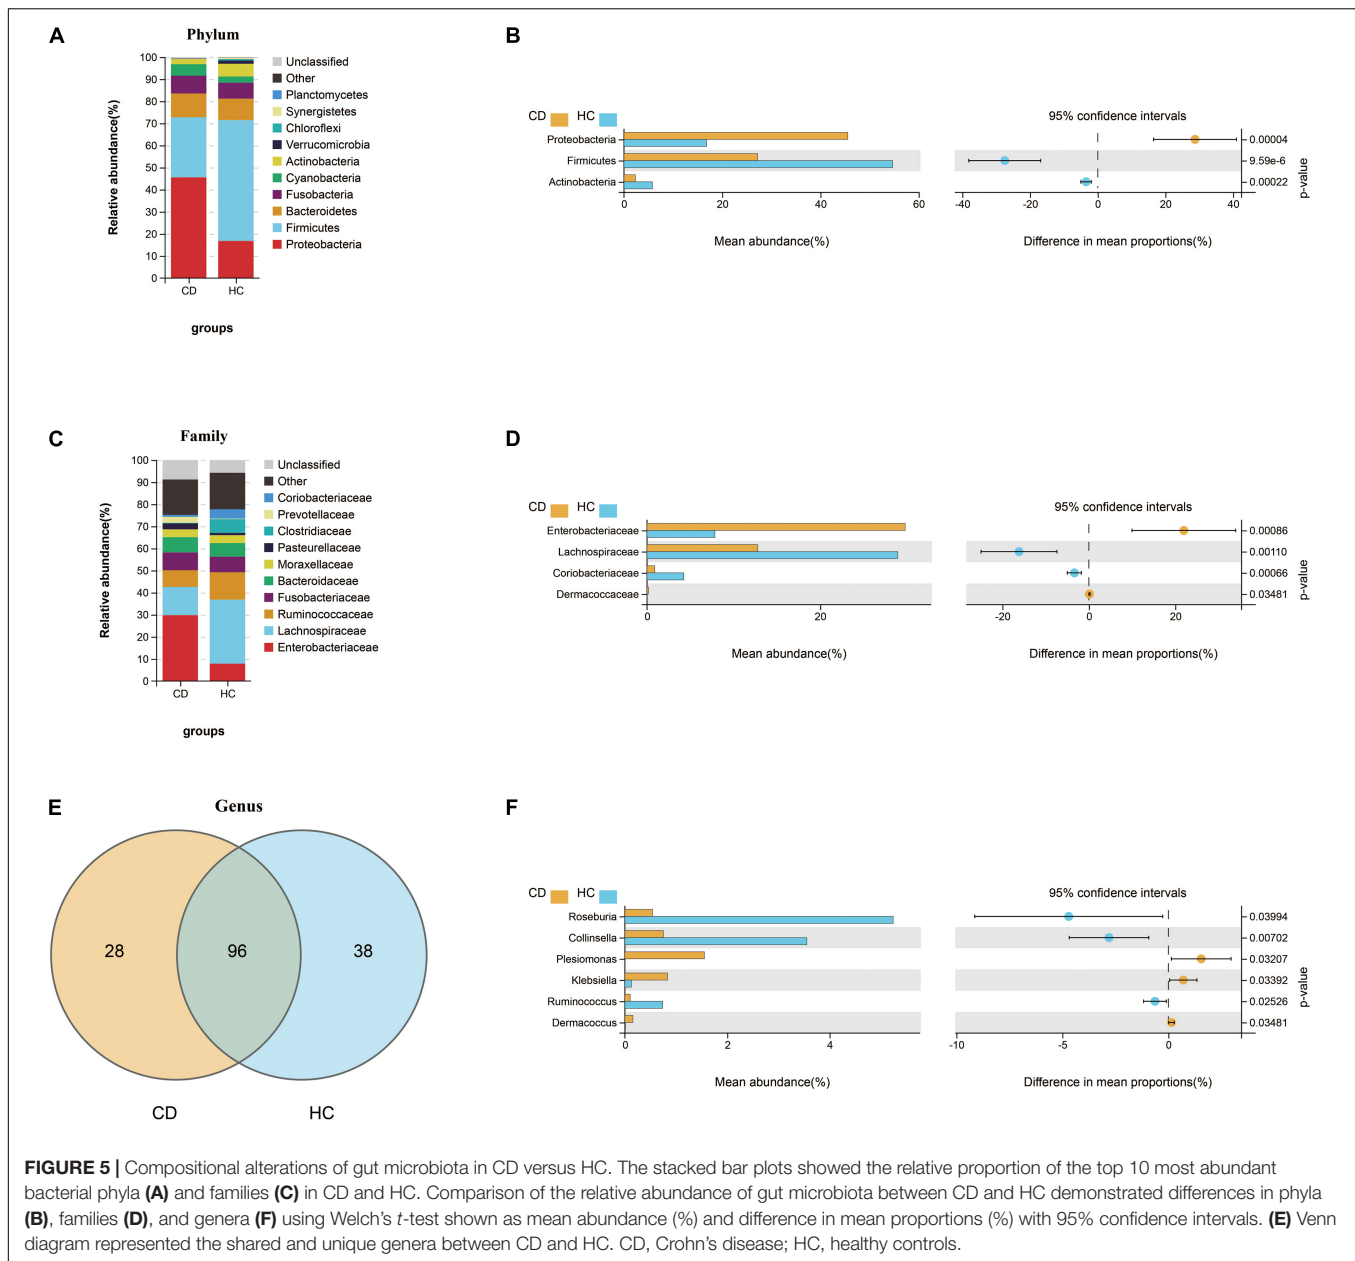 A
Phylum
Relative abundance(%)
100
90
80
70
60
50
40
30
20
10
0
CD
HC
groups
Unclassified
Other
Planctomycetes
Synergistetes
Chloroflexi
Verrucomicrobia
Actinobacteria
Cyanobacteria
Fusobacteria
Bacteroidetes
Firmicutes
Proteobacteria
B
CD HC
95% confidence intervals
Proteobacteria
Firmicutes
Actinobacteria
0 20 40 60
Mean abundance(%)
-40 -20 0 20 40
Difference in mean proportions(%)
0.00004
9.59e-6
0.00022
p-value
C
Family
Relative abundance(%)
100
90
80
70
60
50
40
30
20
10
0
CD
HC
groups
Unclassified
Other
Coriobacteriaceae
Prevotellaceae
Clostridiaceae
Pasteurellaceae
Moraxellaceae
Bacteroidaceae
Fusobacteriaceae
Ruminococcaceae
Lachnospiraceae
Enterobacteriaceae
D
CD HC
95% confidence intervals
Enterobacteriaceae
Lachnospiraceae
Coriobacteriaceae
Dermacoccaceae
0 20
Mean abundance(%)
-20 0 20
Difference in mean proportions(%)
0.00086
0.00110
0.00066
0.03481
p-value
E
Genus
28
96
38
CD
HC
F
CD HC
95% confidence intervals
Roseburia
Collinsella
Plesiomonas
Klebsiella
Ruminococcus
Dermacoccus
0 2 4
Mean abundance(%)
-10 -5 0
Difference in mean proportions(%)
0.03994
0.00702
0.03207
0.03392
0.02526
0.03481
p-value
FIGURE 5 | Compositional alterations of gut microbiota in CD versus HC. The stacked bar plots showed the relative proportion of the top 10 most abundant
bacterial phyla (A) and families (C) in CD and HC. Comparison of the relative abundance of gut microbiota between CD and HC demonstrated differences in phyla
(B), families (D), and genera (F) using Welch's t-test shown as mean abundance (%) and difference in mean proportions (%) with 95% confidence intervals. (E) Venn
diagram represented the shared and unique genera between CD and HC. CD, Crohn's disease; HC, healthy controls.